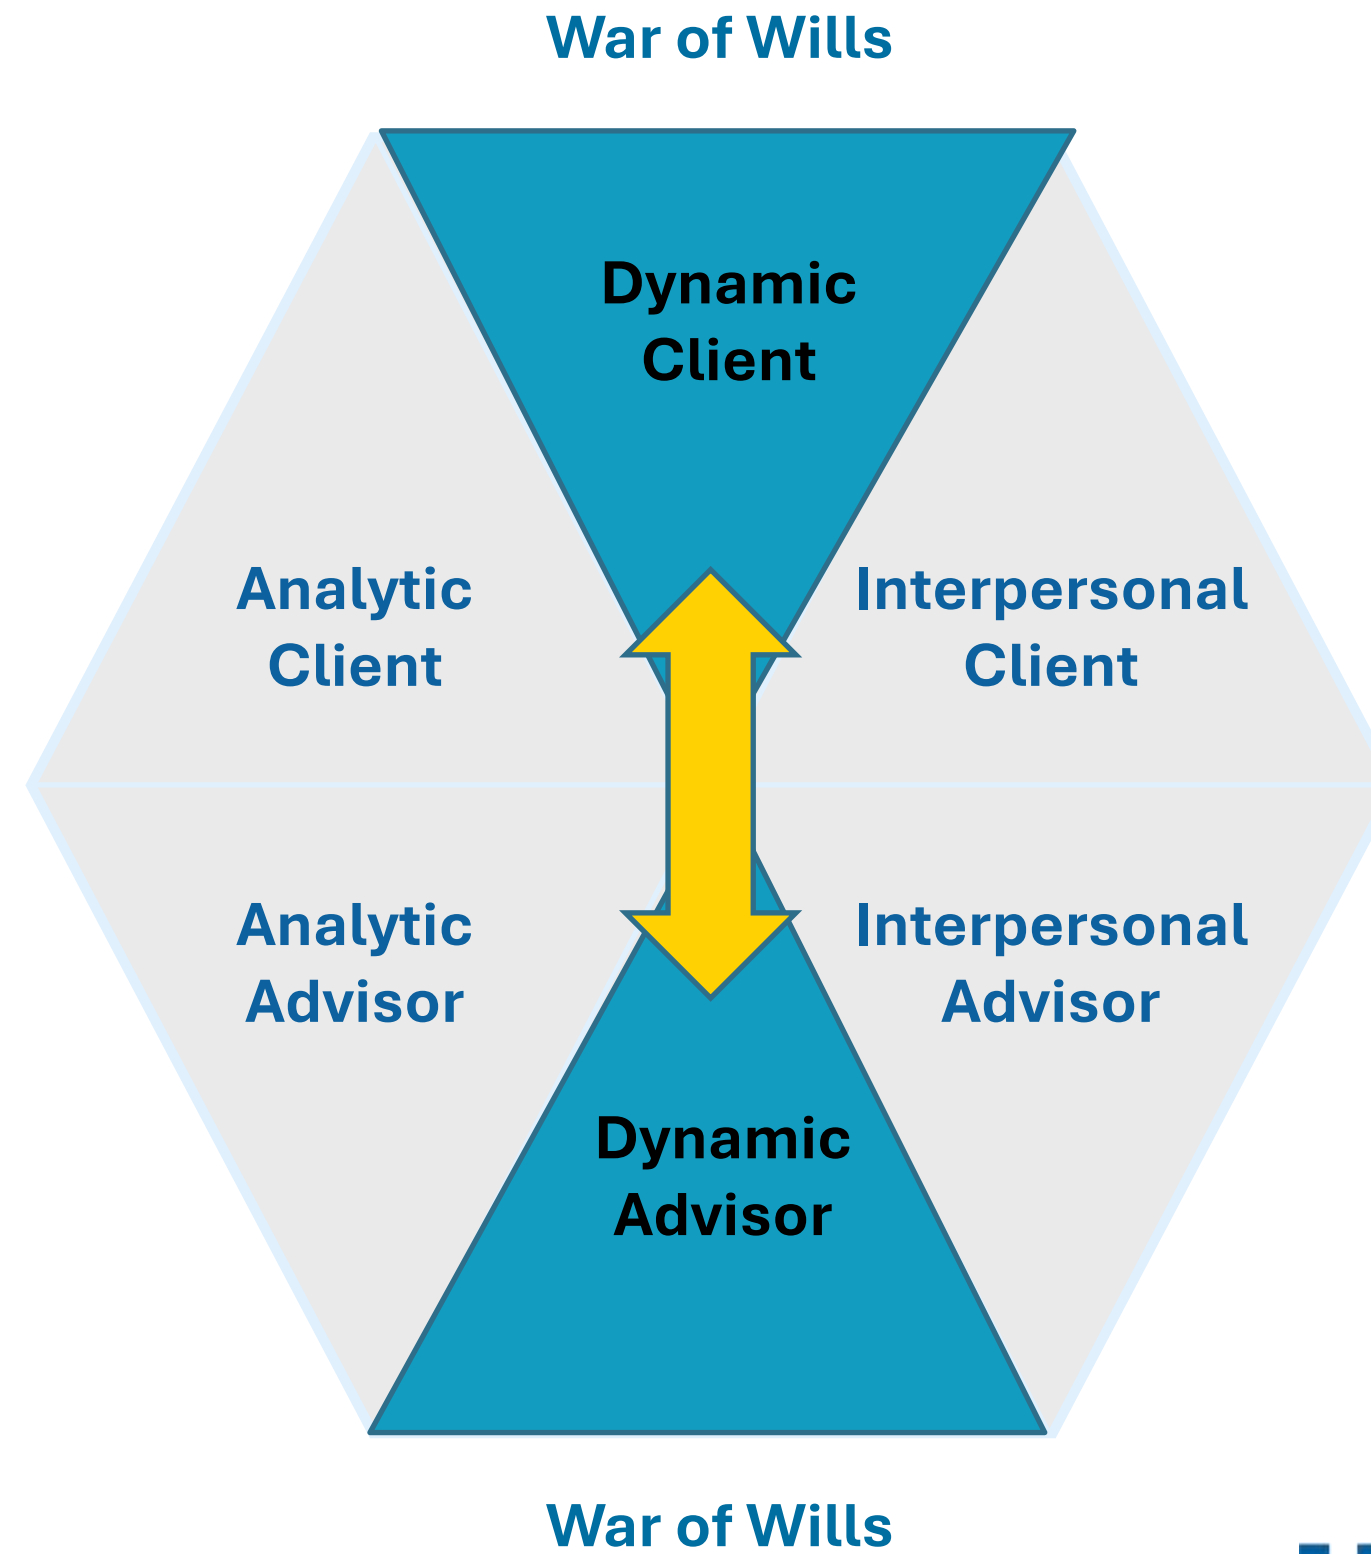 War of Wills
Dynamic
Client
Analytic
Client
Interpersonal
Client
Analytic
Advisor
Interpersonal
Advisor
Dynamic
Advisor
War of Wills